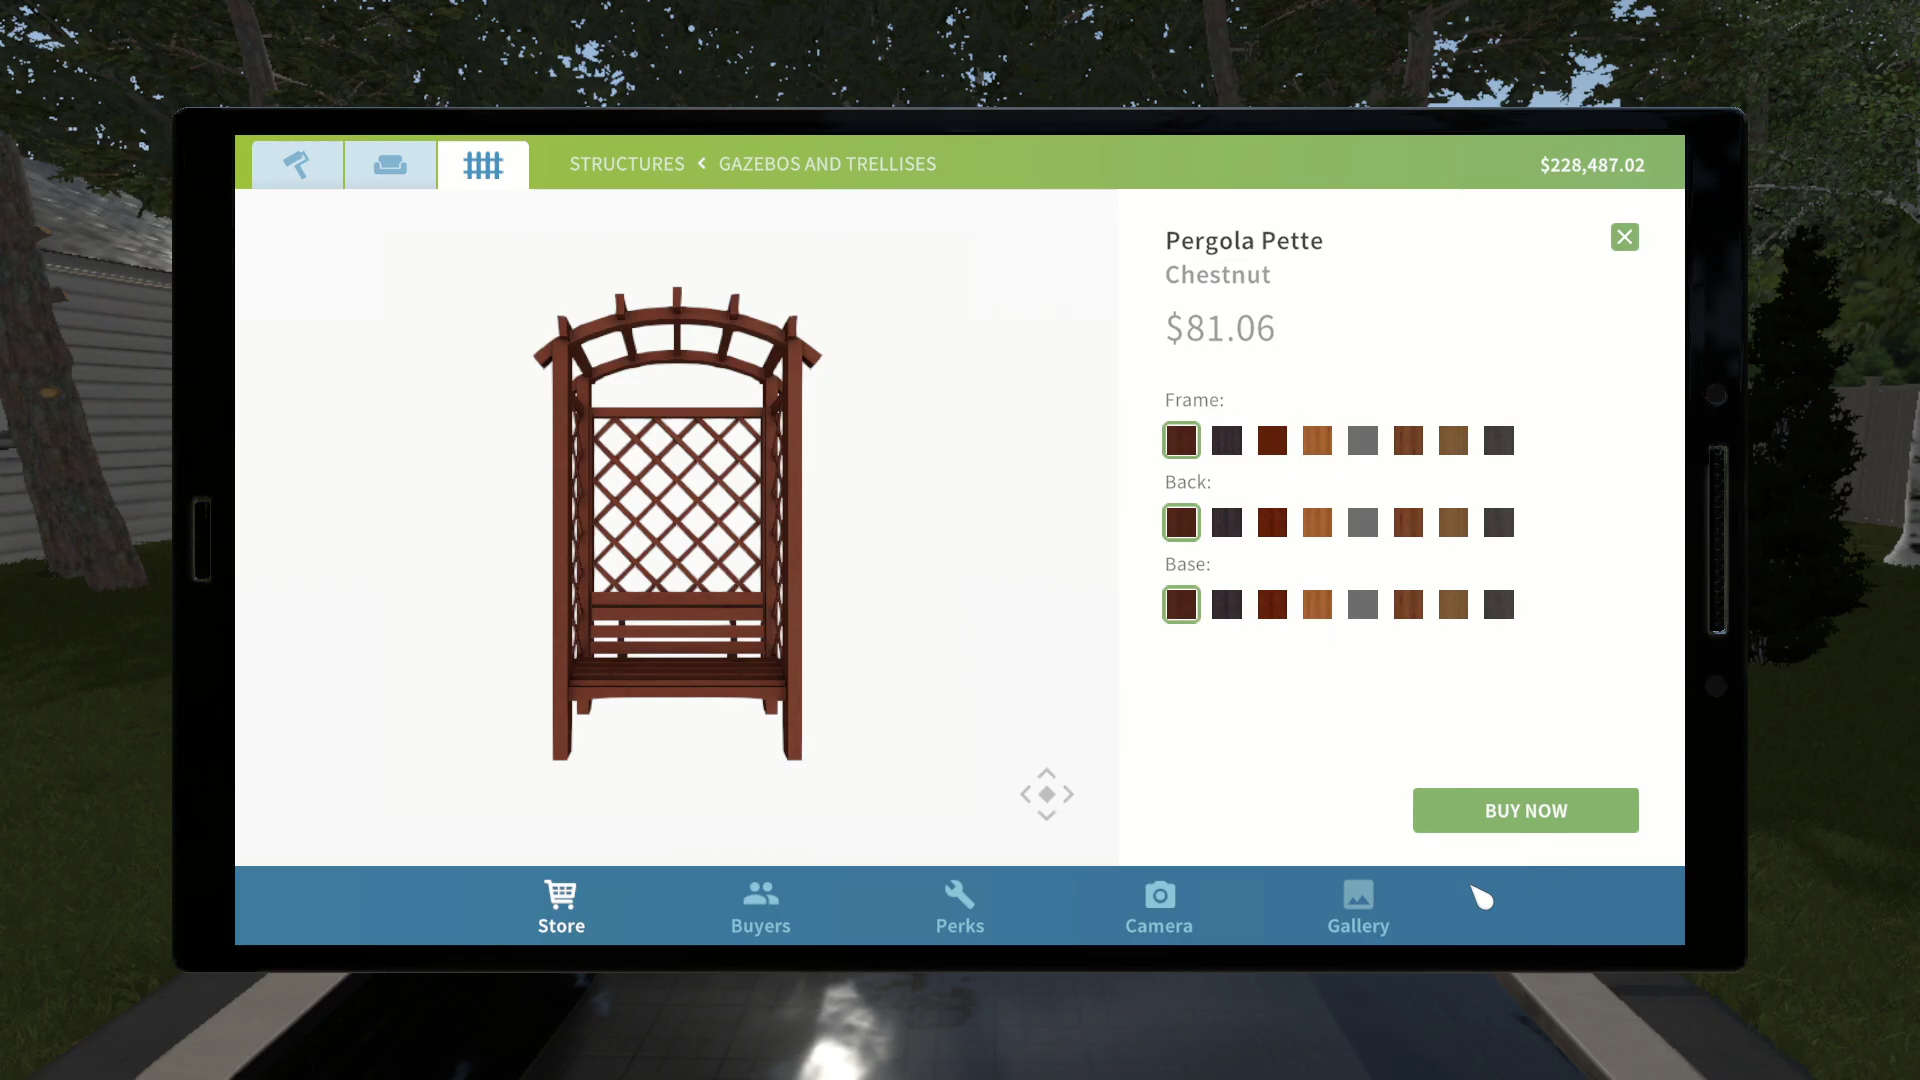 STRUCTURES < GAZEBOS AND TRELLISES
$228,487.02
Pergola Pette
Chestnut
$81.06
Frame:
Back:
Base:
BUY NOW
Store
Buyers
Perks
Camera
Gallery